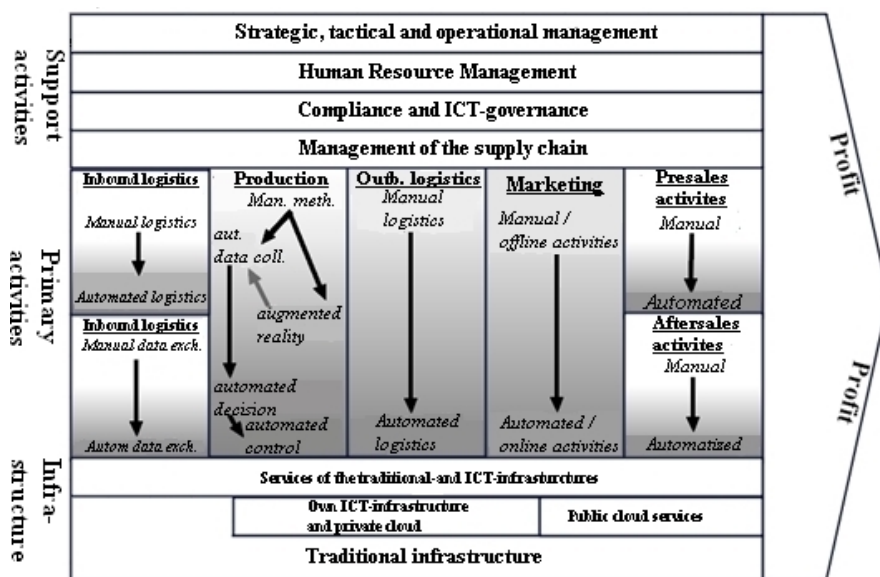 Support
activities
Strategic, tactical and operational management
Human Resource Management
Compliance and ICT-governance
Management of the supply chain
Primary
activities
Inbound logistics
Manual logistics
Automated logistics
Inbound logistics
Manual data exch.
Autom data exch.
Production
Man. meth.
aut.
data coll.
augmented
reality
automated
decision
automated
control
Outb. logistics
Manual
logistics
Automated
logistics
Marketing
Manual /
offline activities
Automated /
online activities
Presales
activites
Manual
Automated
Aftersales
activites
Manual
Automatized
Infra-
structure
Services of the traditional-and ICT-infrasturctures
Own ICT-infrastructure
and private cloud
Public cloud services
Traditional infrastructure
Profit
Profit